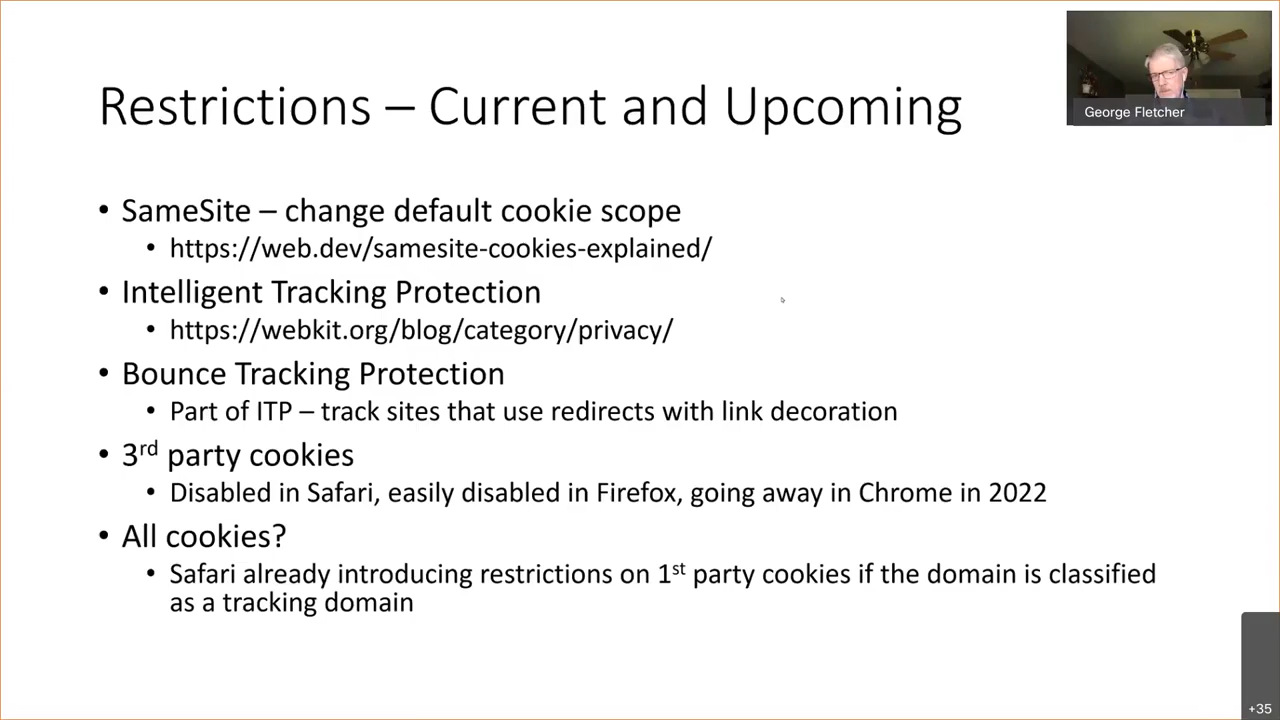 Restrictions – Current and Upcoming
George Fletcher
• SameSite – change default cookie scope
• https://web.dev/samesite-cookies-explained/
• Intelligent Tracking Protection
• https://webkit.org/blog/category/privacy/
• Bounce Tracking Protection
• Part of ITP – track sites that use redirects with link decoration
• 3rd party cookies
• Disabled in Safari, easily disabled in Firefox, going away in Chrome in 2022
• All cookies?
• Safari already introducing restrictions on 1st party cookies if the domain is classified
as a tracking domain
+35